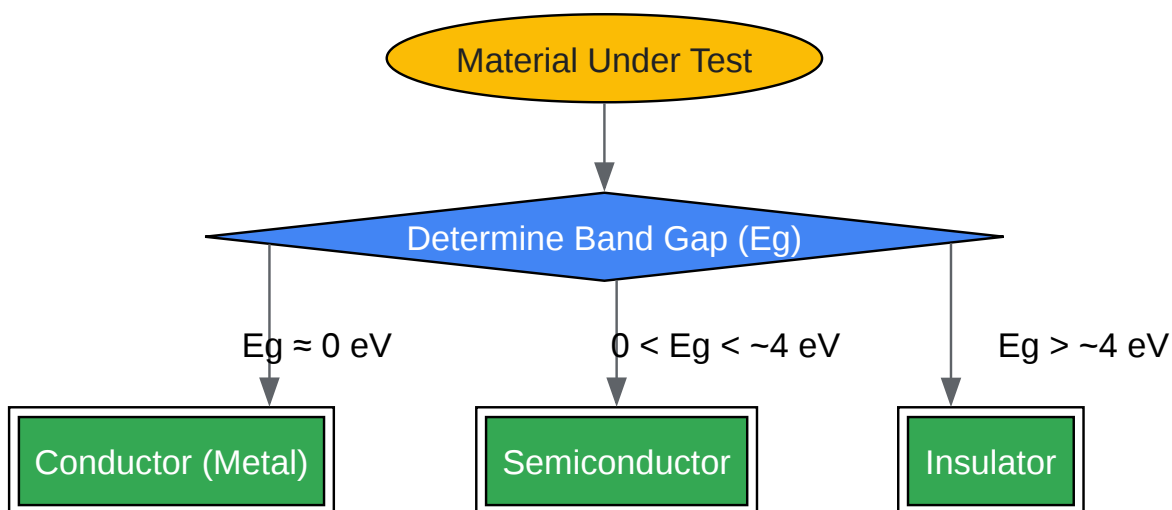 Material Under Test
Determine Band Gap (Eg)
Eg ≈ 0 eV
0 < Eg < ~4 eV
Eg > ~4 eV
Conductor (Metal)
Semiconductor
Insulator